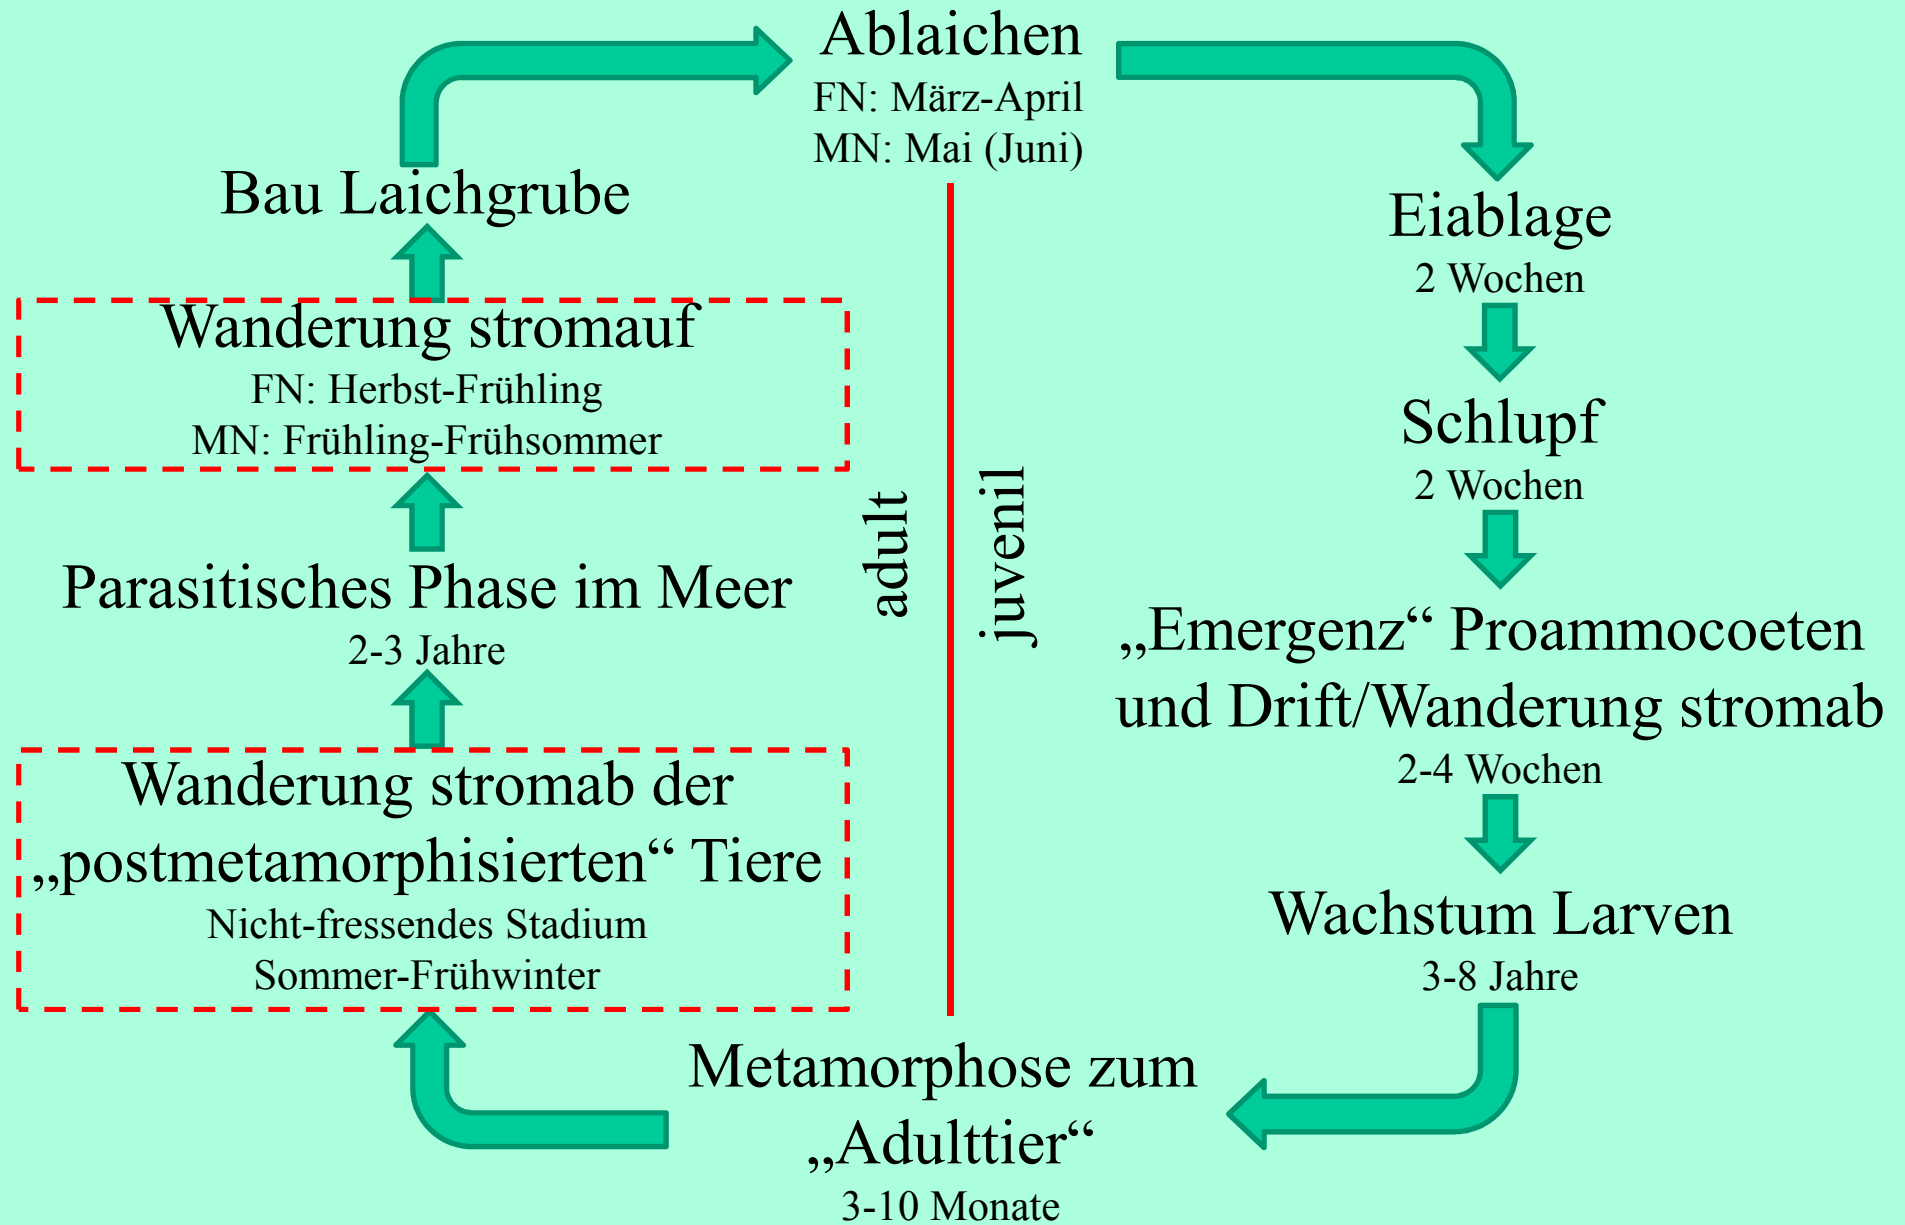 Ablaichen
FN: März-April
MN: Mai (Juni)
Eiablage
2 Wochen
Schlupf
2 Wochen
„Emergenz“ Proammocoeten
und Drift/Wanderung stromab
2-4 Wochen
Wachstum Larven
3-8 Jahre
Metamorphose zum
„Adulttier“
3-10 Monate
Wanderung stromab der
„postmetamorphisierten“ Tiere
Nicht-fressendes Stadium
Sommer-Frühwinter
Parasitisches Phase im Meer
2-3 Jahre
Wanderung stromauf
FN: Herbst-Frühling
MN: Frühling-Frühsommer
Bau Laichgrube
adult
juvenil